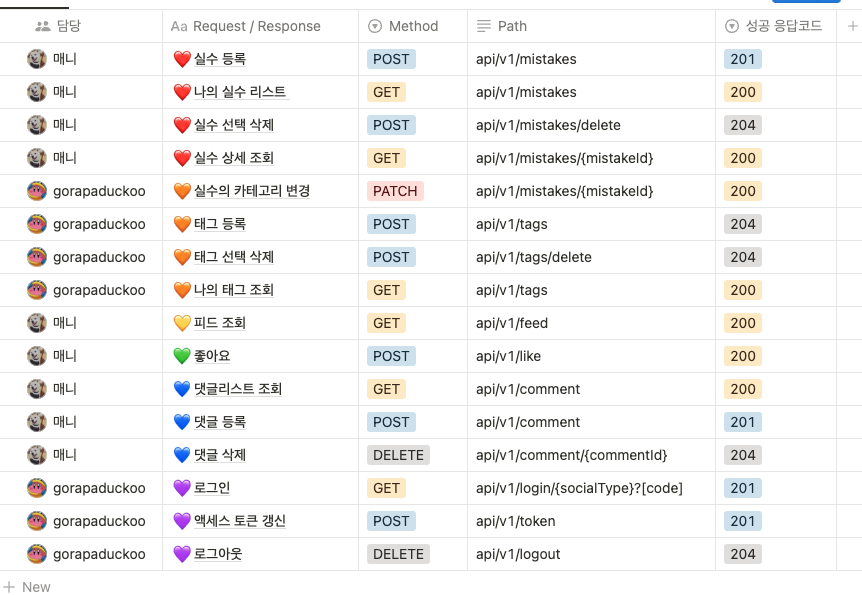 담당 Aa Request / Response Method Path 성공 응답코드
매니 실수 등록 POST api/v1/mistakes 201
매니 나의 실수 리스트 GET api/v1/mistakes 200
매니 실수 선택 삭제 POST api/v1/mistakes/delete 204
매니 실수 상세 조회 GET api/v1/mistakes/{mistakeId} 200
gorapaduckoo 실수의 카테고리 변경 PATCH api/v1/mistakes/{mistakeId} 200
gorapaduckoo 태그 등록 POST api/v1/tags 204
gorapaduckoo 태그 선택 삭제 POST api/v1/tags/delete 204
gorapaduckoo 나의 태그 조회 GET api/v1/tags 200
매니 피드 조회 GET api/v1/feed 200
매니 좋아요 POST api/v1/like 200
매니 댓글리스트 조회 GET api/v1/comment 200
매니 댓글 등록 POST api/v1/comment 201
매니 댓글 삭제 DELETE api/v1/comment/{commentId} 204
gorapaduckoo 로그인 GET api/v1/login/{socialType}?[code] 201
gorapaduckoo 액세스 토큰 갱신 POST api/v1/token 201
gorapaduckoo 로그아웃 DELETE api/v1/logout 204
+ New